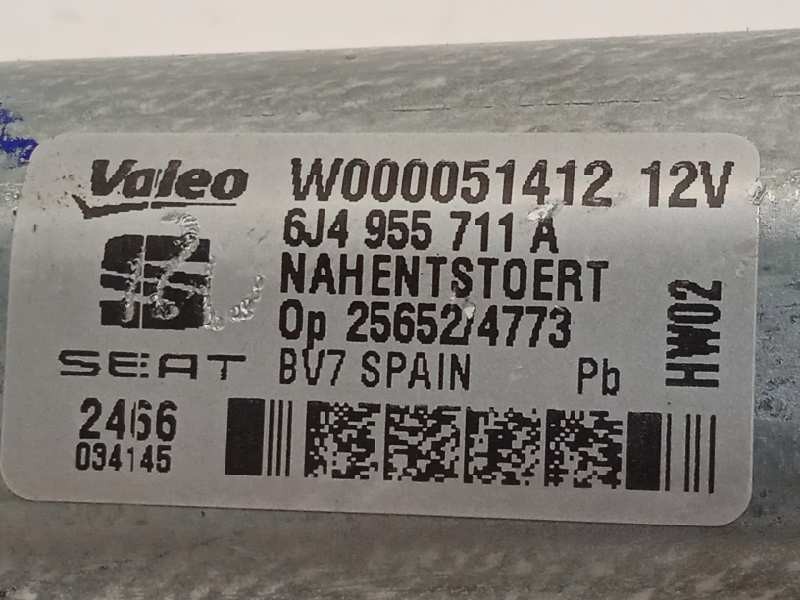 Valeo W000051412 12V
6J4 955 711 A
NAHENTSTOERT
Op 25652/4773
SEAT BV7 SPAIN Pb
HW02
2466
034145